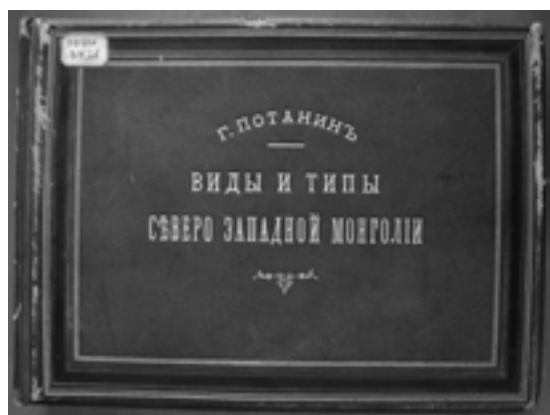 Г. ПОТАНИНЪ
ВИДЫ И ТИПЫ
СѢВЕРО ЗАПАДНОЙ МОНГОЛІИ